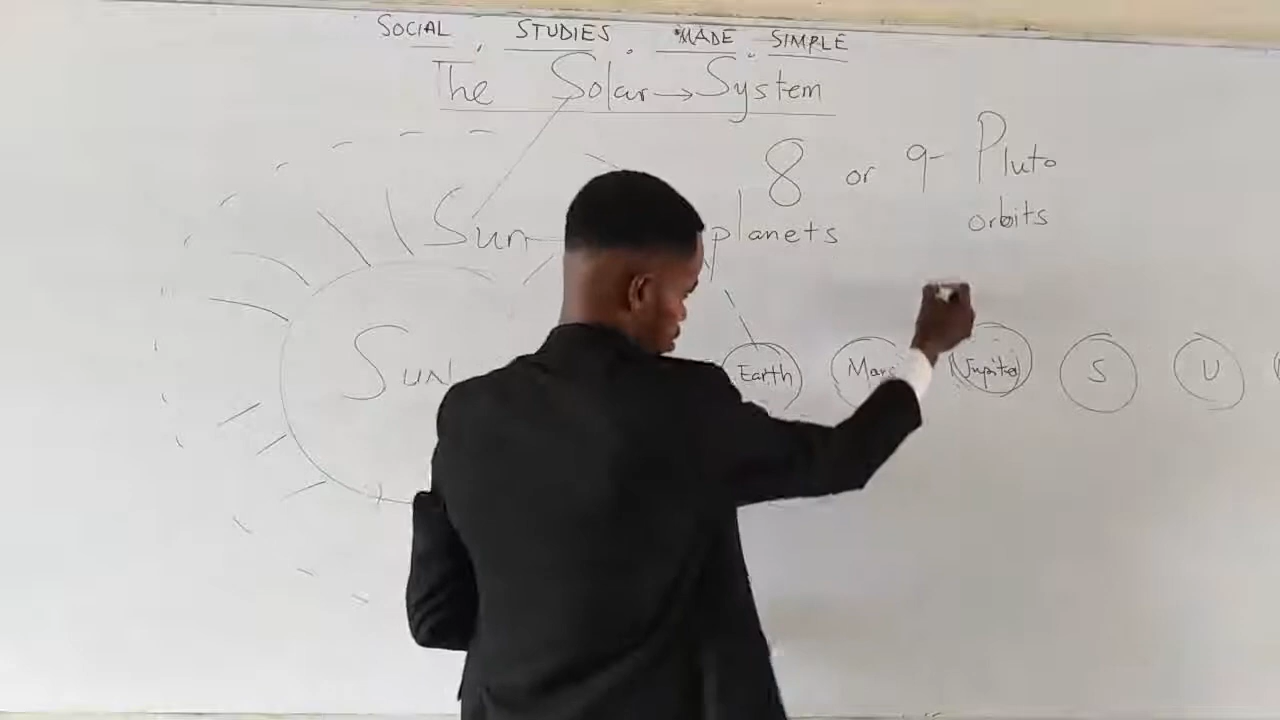 SOCIAL . STUDIES . MADE . SIMPLE
The Solar → System
8 or 9 - Pluto
Sun planets orbits
Sun Earth Mars Jupiter S U